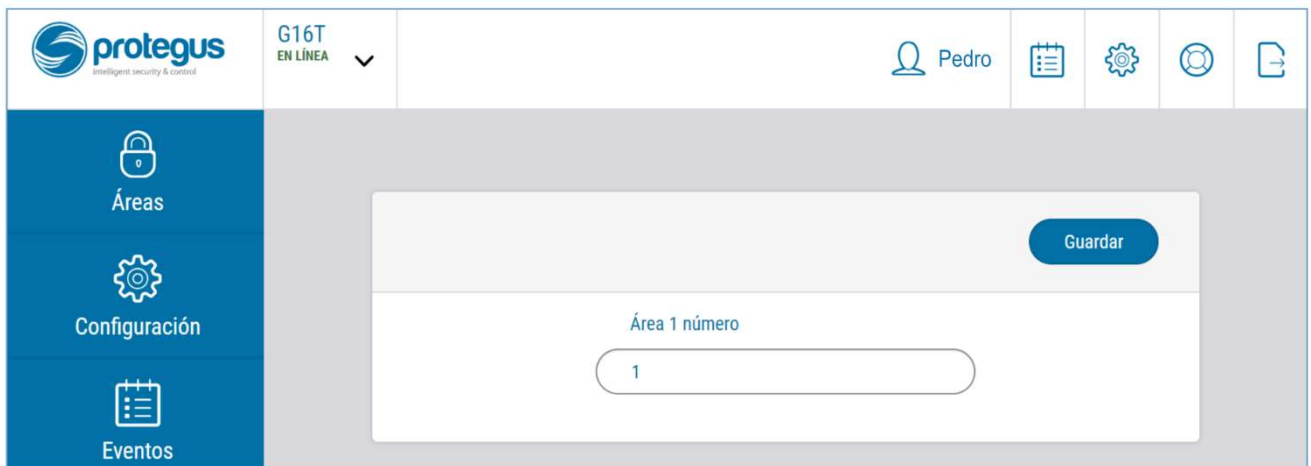 protegus
intelligent security & control
G16T
EN LÍNEA
Pedro
Áreas
Guardar
Configuración
Área 1 número
1
Eventos